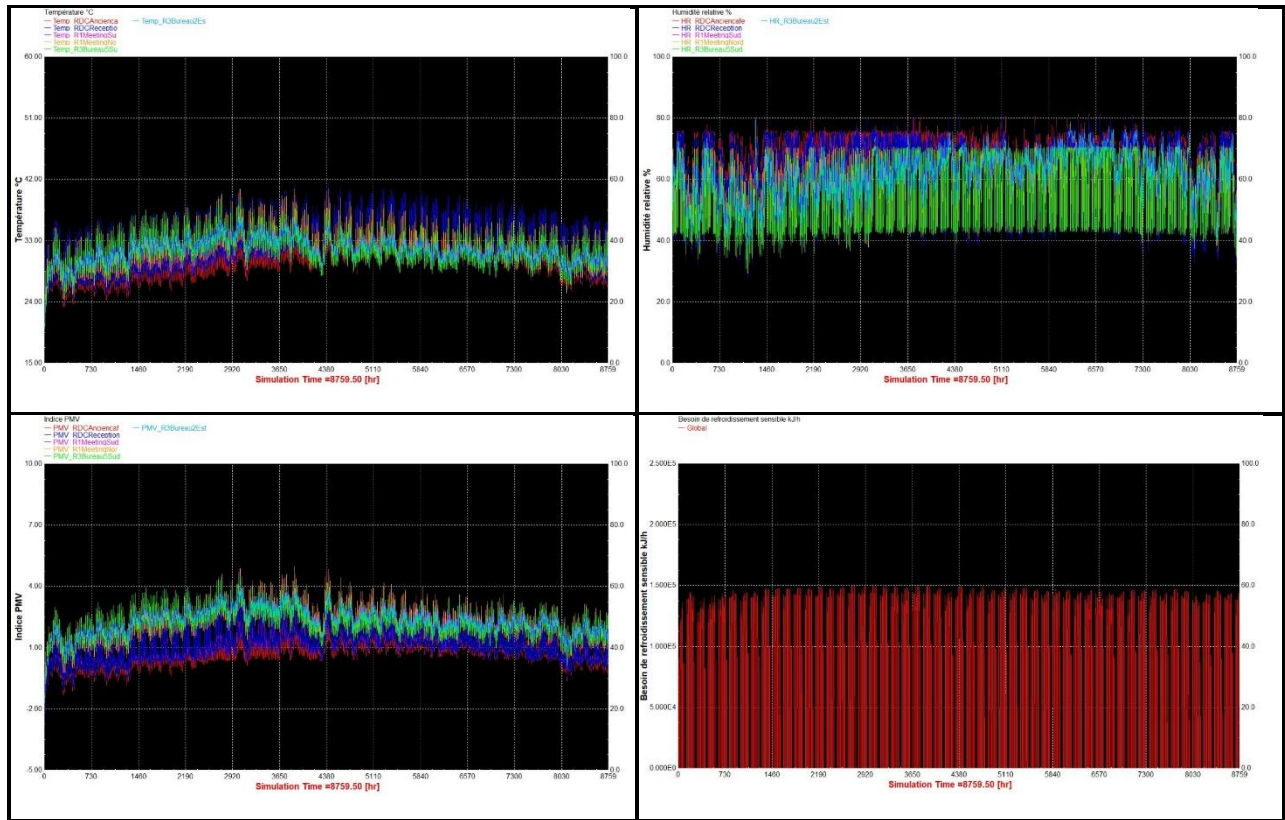 Température °C
Temp_RDCAncienca Temp_R3Bureau2Es
Temp_RDCReceptio
Temp_R1MeetingSu
Temp_R1MeetingNo
Temp_R3Bureau5Su
60.00 100.0
51.00 80.0
42.00 60.0
33.00 40.0
24.00 20.0
15.00 0.0
Température °C
0 730 1460 2190 2920 3650 4380 5110 5840 6570 7300 8030 8759
Simulation Time =8759.50 [hr]
Humidité relative %
HR_RDCAnciencafe HR_R3Bureau2Est
HR_RDCReception
HR_R1MeetingSud
HR_R1MeetingNord
HR_R3Bureau5Sud
100.0 100.0
80.0 80.0
60.0 60.0
40.0 40.0
20.0 20.0
0.0 0.0
Humidité relative %
0 730 1460 2190 2920 3650 4380 5110 5840 6570 7300 8030 8759
Simulation Time =8759.50 [hr]
Indice PMV
PMV_RDCAnciencaf PMV_R3Bureau2Est
PMV_RDCReception
PMV_R1MeetingSud
PMV_R1MeetingNor
PMV_R3Bureau5Sud
10.00 100.0
7.00 80.0
4.00 60.0
1.00 40.0
-2.00 20.0
-5.00 0.0
Indice PMV
0 730 1460 2190 2920 3650 4380 5110 5840 6570 7300 8030 8759
Simulation Time =8759.50 [hr]
Besoin de refroidissement sensible kJ/h
Global
2.500E5 100.0
2.000E5 80.0
1.500E5 60.0
1.000E5 40.0
5.000E4 20.0
0.000E0 0.0
Besoin de refroidissement sensible kJ/h
0 730 1460 2190 2920 3650 4380 5110 5840 6570 7300 8030 8759
Simulation Time =8759.50 [hr]